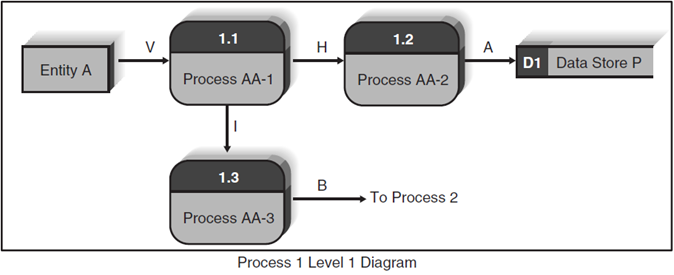 1.1
1.2
V
H
A
Entity A
Process AA-1
Process AA-2
D1 Data Store P
I
1.3
B
Process AA-3
To Process 2
Process 1 Level 1 Diagram